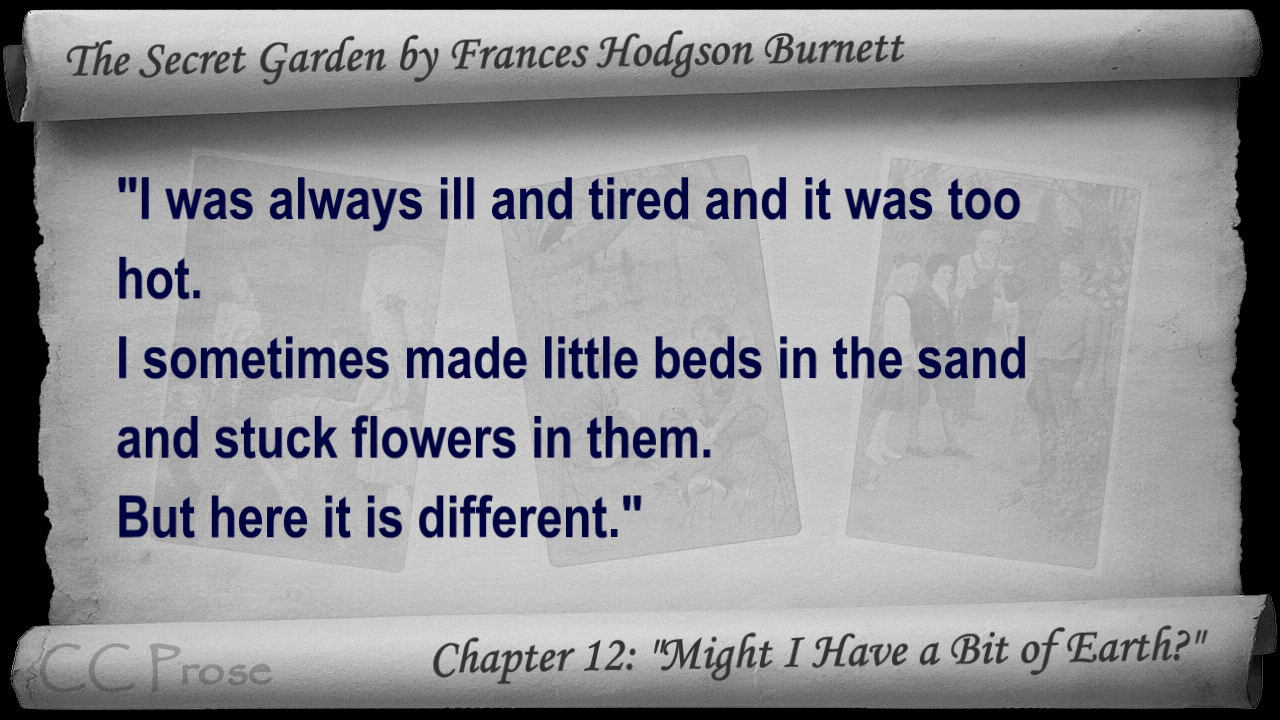 The Secret Garden by Frances Hodgson Burnett
"I was always ill and tired and it was too
hot.
I sometimes made little beds in the sand
and stuck flowers in them.
But here it is different."
CC Prose
Chapter 12: "Might I Have a Bit of Earth?"